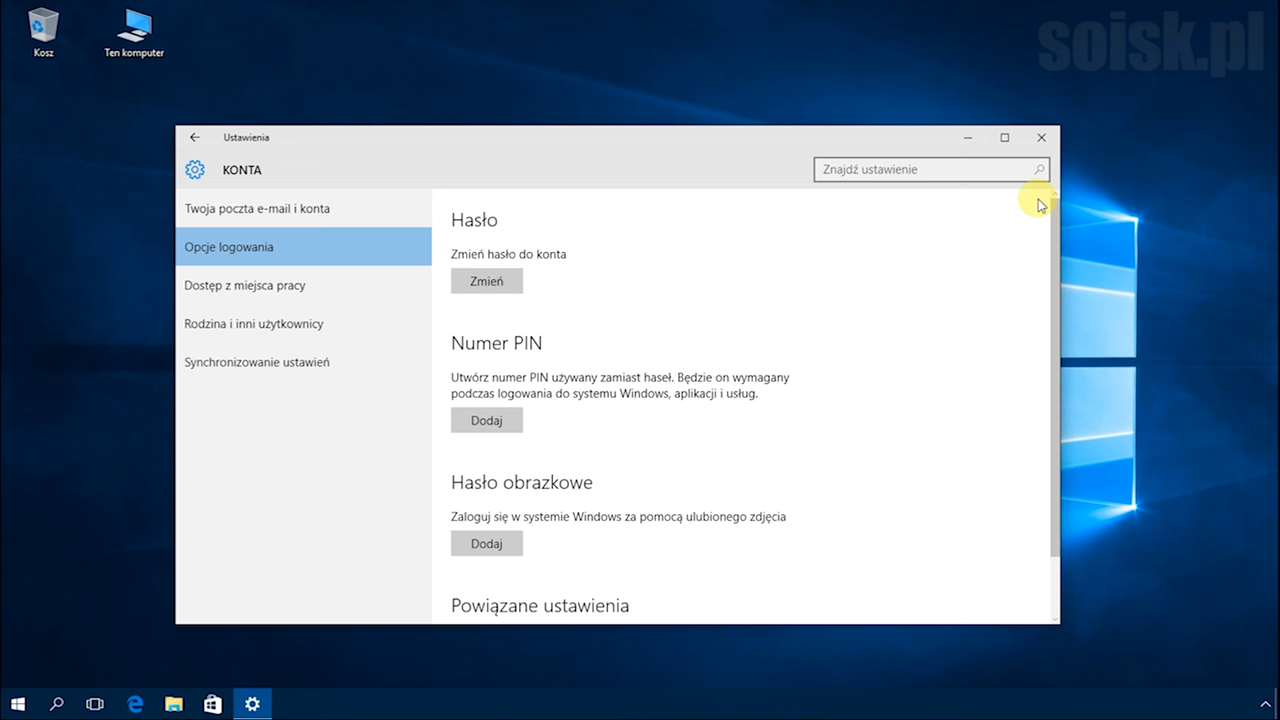 soisk.pl
Kosz
Ten komputer
Ustawienia
KONTA
Znajdź ustawienie
Twoja poczta e-mail i konta
Opcje logowania
Dostęp z miejsca pracy
Rodzina i inni użytkownicy
Synchronizowanie ustawień
Hasło
Zmień hasło do konta
Zmień
Numer PIN
Utwórz numer PIN używany zamiast haseł. Będzie on wymagany
podczas logowania do systemu Windows, aplikacji i usług.
Dodaj
Hasło obrazkowe
Zaloguj się w systemie Windows za pomocą ulubionego zdjęcia
Dodaj
Powiązane ustawienia